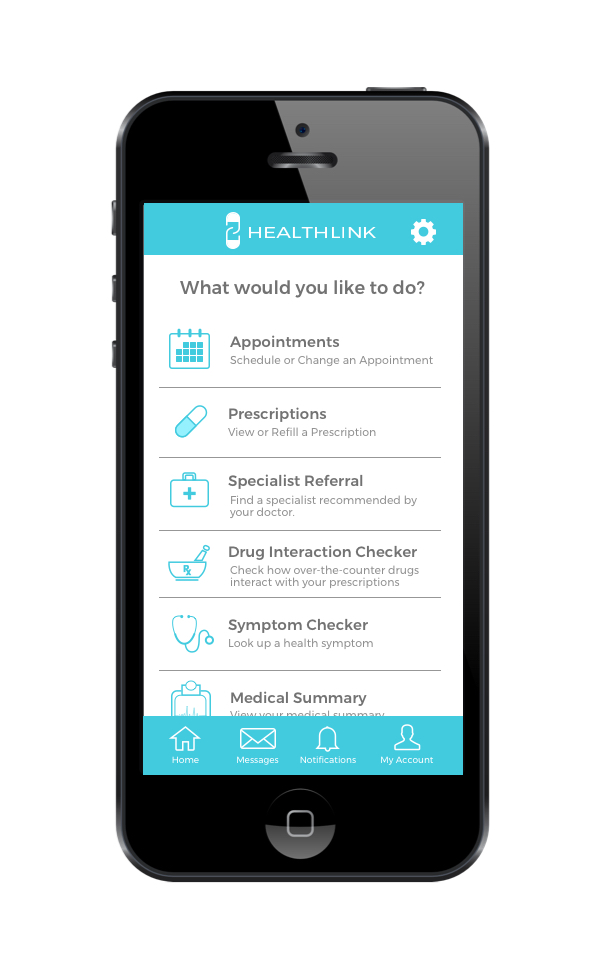 HEALTHLINK
What would you like to do?
Appointments
Schedule or Change an Appointment
Prescriptions
View or Refill a Prescription
Specialist Referral
Find a specialist recommended by
your doctor.
Drug Interaction Checker
Rx
Check how over-the-counter drugs
interact with your prescriptions
Symptom Checker
Look up a health symptom
Medical Summary
View your medical summary
Home Messages Notifications My Account